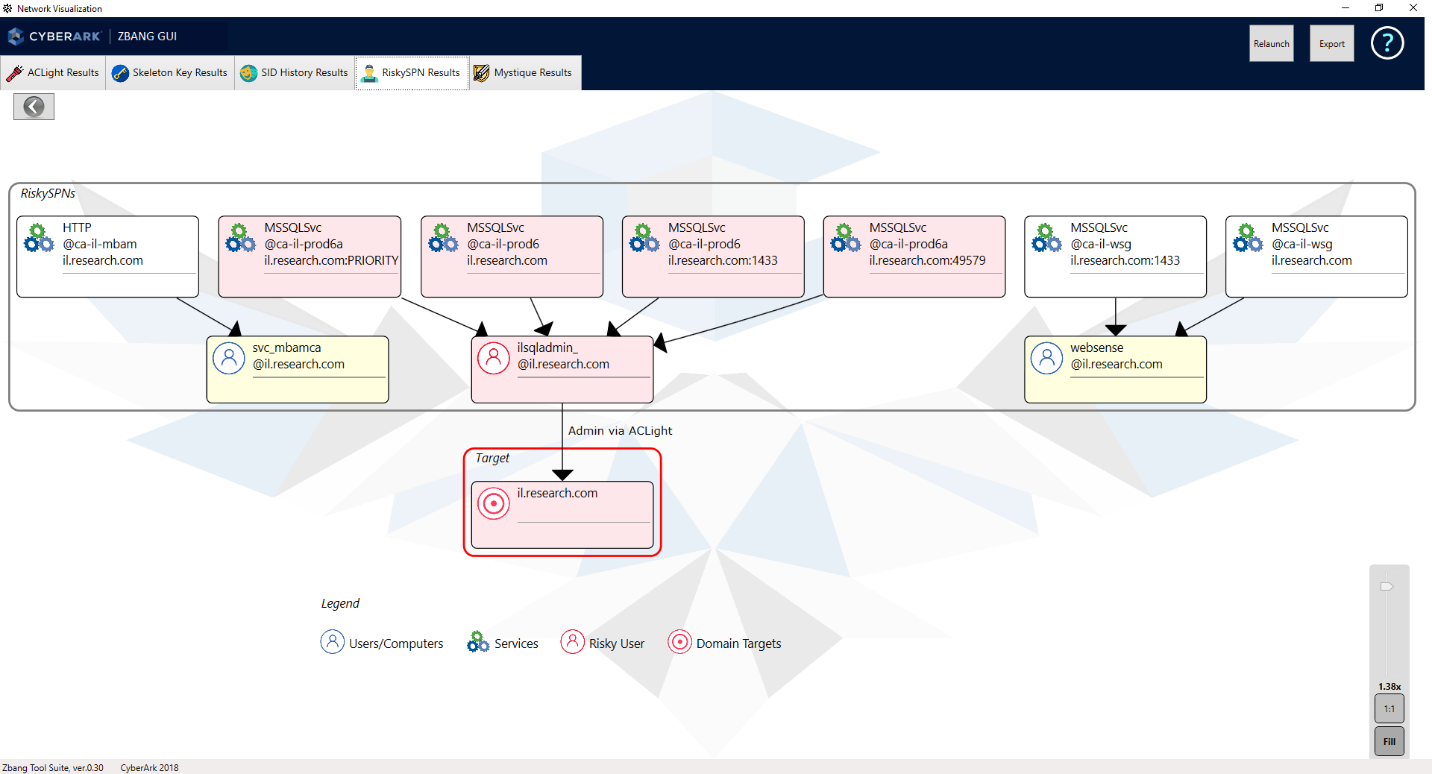 Network Visualization
CYBERARK ZBANG GUI
Relaunch
Export
?
ACLight Results
Skeleton Key Results
SID History Results
RiskySPN Results
Mystique Results
RiskySPNs
HTTP
@ca-il-mbam
il.research.com
MSSQLSvc
@ca-il-prod6a
il.research.com:PRIORITY
MSSQLSvc
@ca-il-prod6
il.research.com
MSSQLSvc
@ca-il-prod6
il.research.com:1433
MSSQLSvc
@ca-il-prod6a
il.research.com:49579
MSSQLSvc
@ca-il-wsg
il.research.com:1433
MSSQLSvc
@ca-il-wsg
il.research.com
svc_mbamca
@il.research.com
ilsqladmin_
@il.research.com
websense
@il.research.com
Admin via ACLight
Target
il.research.com
Legend
Users/Computers
Services
Risky User
Domain Targets
1.38x
1:1
Fill
Zbang Tool Suite, ver.0.30 CyberArk 2018